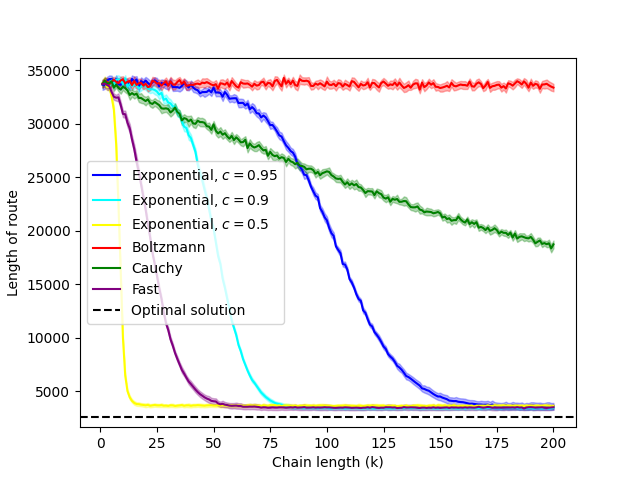 35000
30000
25000
20000
15000
10000
5000
Length of route
Exponential, c = 0.95
Exponential, c = 0.9
Exponential, c = 0.5
Boltzmann
Cauchy
Fast
Optimal solution
0 25 50 75 100 125 150 175 200
Chain length (k)